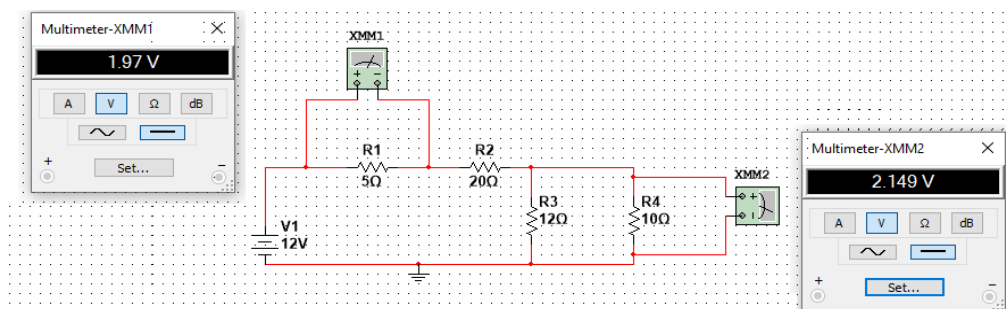 Multimeter-XMM1 ×
1.97 V
A V Ω dB
+ Set... -
XMM1
+ -
R1
5Ω
R2
20Ω
R3
12Ω
R4
10Ω
V1
12V
XMM2
+
-
Multimeter-XMM2 ×
2.149 V
A V Ω dB
+ Set... -